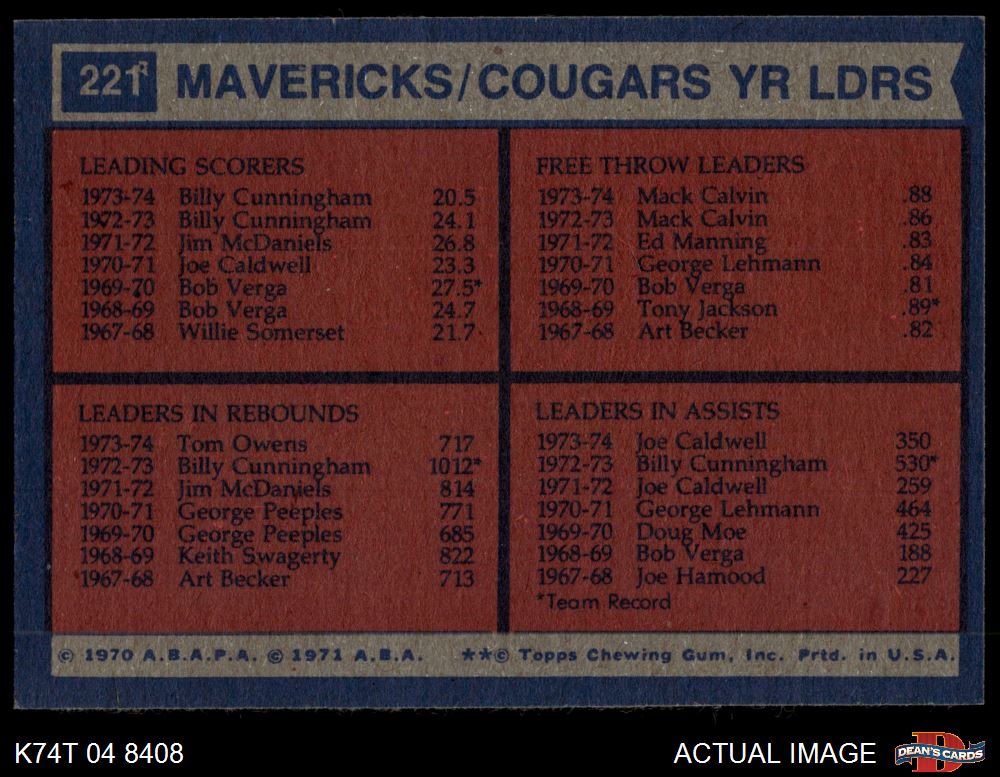 221
MAVERICKS/COUGARS YR LDRS
LEADING SCORERS
1973-74 Billy Cunningham 20.5
1972-73 Billy Cunningham 24.1
1971-72 Jim McDaniels 26.8
1970-71 Joe Caldwell 23.3
1969-70 Bob Verga 27.5*
1968-69 Bob Verga 24.7
1967-68 Willie Somerset 21.7
FREE THROW LEADERS
1973-74 Mack Calvin .88
1972-73 Mack Calvin .86
1971-72 Ed Manning .83
1970-71 George Lehmann .84
1969-70 Bob Verga .81
1968-69 Tony Jackson .89*
1967-68 Art Becker .82
LEADERS IN REBOUNDS
1973-74 Tom Owens 717
1972-73 Billy Cunningham 1012*
1971-72 Jim McDaniels 814
1970-71 George Peeples 771
1969-70 George Peeples 685
1968-69 Keith Swagerty 822
1967-68 Art Becker 713
LEADERS IN ASSISTS
1973-74 Joe Caldwell 350
1972-73 Billy Cunningham 530*
1971-72 Joe Caldwell 259
1970-71 George Lehmann 464
1969-70 Doug Moe 425
1968-69 Bob Verga 188
1967-68 Joe Hamood 227
*Team Record
© 1970 A.B.A.P.A. © 1971 A.B.A. **© Topps Chewing Gum, Inc. Prtd. in U.S.A.
K74T 04 8408
ACTUAL IMAGE
D
DEAN'S CARDS